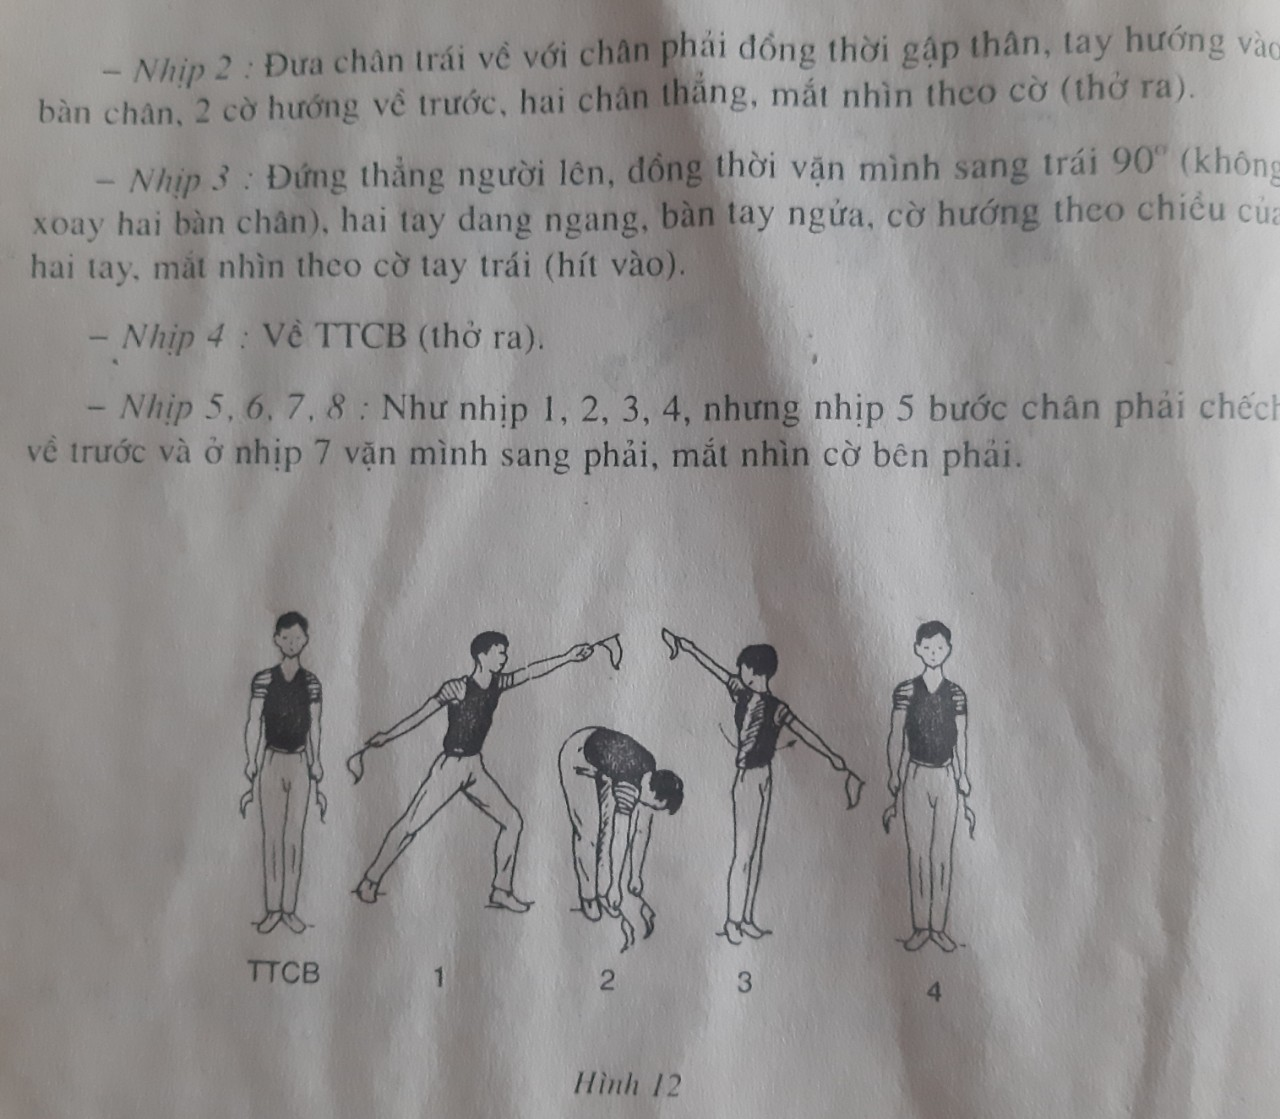 – Nhịp 2 : Đưa chân trái về với chân phải đồng thời gập thân, tay hướng vào
bàn chân, 2 cờ hướng về trước, hai chân thẳng, mắt nhìn theo cờ (thở ra).
– Nhịp 3 : Đứng thẳng người lên, đồng thời vặn mình sang trái 90° (không
xoay hai bàn chân), hai tay dang ngang, bàn tay ngửa, cờ hướng theo chiều của
hai tay, mắt nhìn theo cờ tay trái (hít vào).
– Nhịp 4 : Về TTCB (thở ra).
– Nhịp 5, 6, 7, 8 : Như nhịp 1, 2, 3, 4, nhưng nhịp 5 bước chân phải chếch
về trước và ở nhịp 7 vặn mình sang phải, mắt nhìn cờ bên phải.
TTCB 1 2 3 4
Hình 12